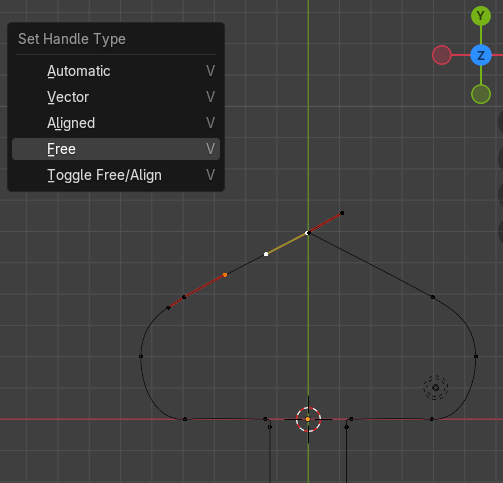 Set Handle Type
Automatic V
Vector V
Aligned V
Free V
Toggle Free/Align V
Y
Z